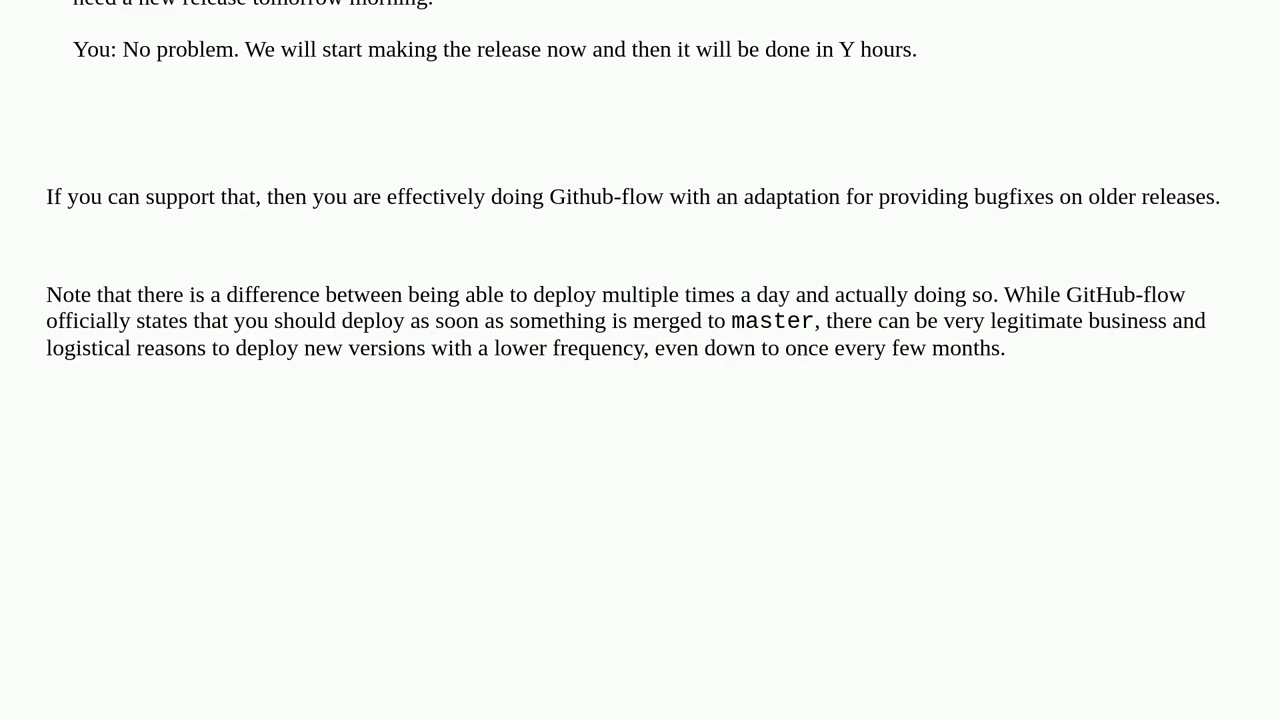 need a new release tomorrow morning.
You: No problem. We will start making the release now and then it will be done in Y hours.
If you can support that, then you are effectively doing Github-flow with an adaptation for providing bugfixes on older releases.
Note that there is a difference between being able to deploy multiple times a day and actually doing so. While GitHub-flow
officially states that you should deploy as soon as something is merged to master, there can be very legitimate business and
logistical reasons to deploy new versions with a lower frequency, even down to once every few months.